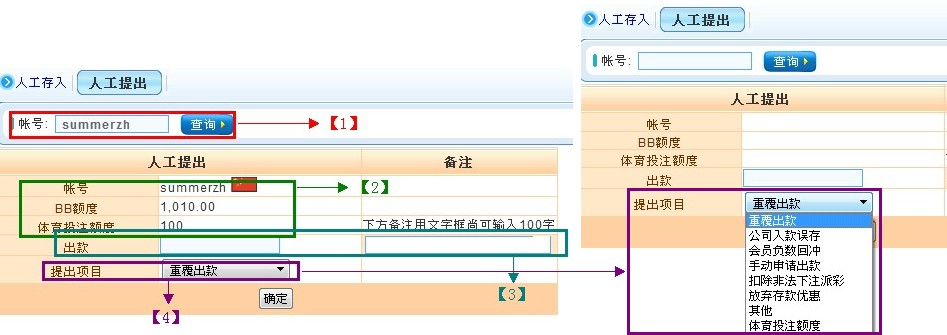 人工存入 人工提出
帐号: summerzh 查询 【1】
人工提出 备注
帐号 summerzh 【2】
BB额度 1,010.00
体育投注额度 100 下方备注用文字框尚可输入100字
出款
提出项目 重覆出款 【3】
确定
【4】
人工存入 人工提出
帐号: 查询
人工提出
帐号
BB额度
体育投注额度
出款
提出项目 重覆出款
重覆出款
公司入款误存
会员负数回冲
手动申请出款
扣除非法下注派彩
放弃存款优惠
其他
体育投注额度